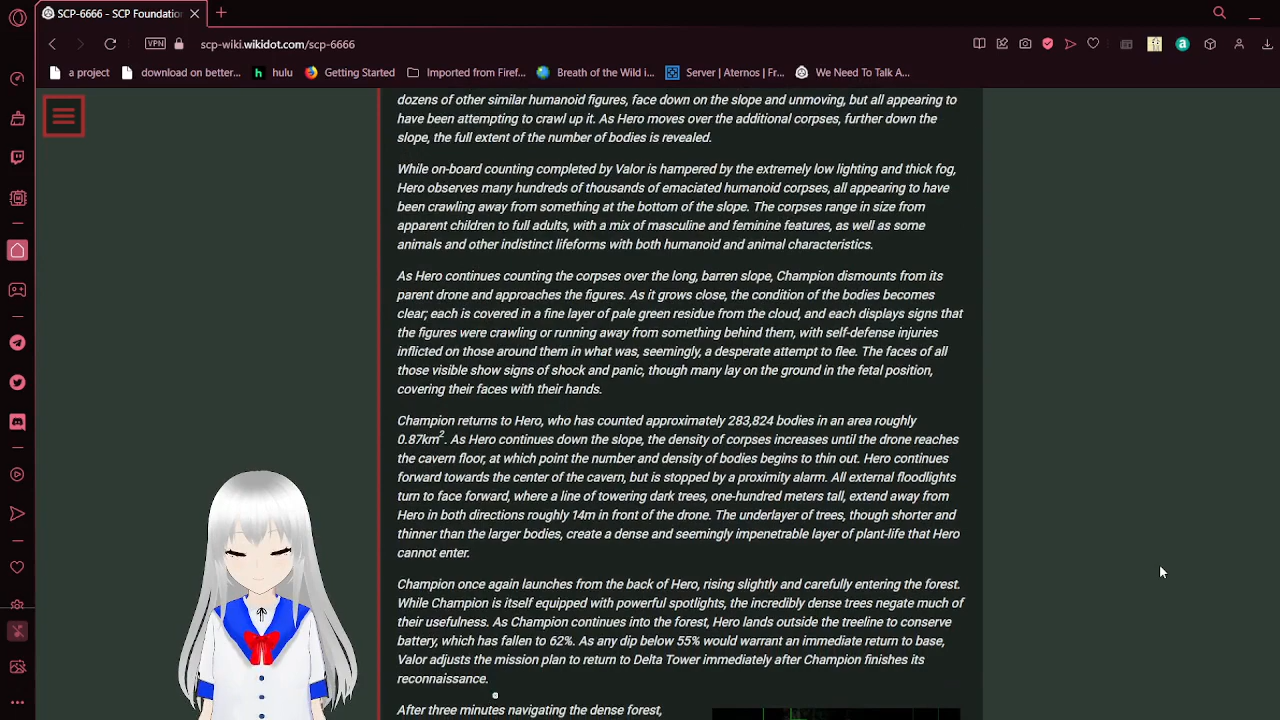 SCP-6666 - SCP Foundation
VPN
scp-wiki.wikidot.com/scp-6666
a project
download on better...
hulu
Getting Started
Imported from Firef...
Breath of the Wild i...
Server | Aternos | Fr...
We Need To Talk A...
dozens of other similar humanoid figures, face down on the slope and unmoving, but all appearing to
have been attempting to crawl up it. As Hero moves over the additional corpses, further down the
slope, the full extent of the number of bodies is revealed.
While on-board counting completed by Valor is hampered by the extremely low lighting and thick fog,
Hero observes many hundreds of thousands of emaciated humanoid corpses, all appearing to have
been crawling away from something at the bottom of the slope. The corpses range in size from
apparent children to full adults, with a mix of masculine and feminine features, as well as some
animals and other indistinct lifeforms with both humanoid and animal characteristics.
As Hero continues counting the corpses over the long, barren slope, Champion dismounts from its
parent drone and approaches the figures. As it grows close, the condition of the bodies becomes
clear; each is covered in a fine layer of pale green residue from the cloud, and each displays signs that
the figures were crawling or running away from something behind them, with self-defense injuries
inflicted on those around them in what was, seemingly, a desperate attempt to flee. The faces of all
those visible show signs of shock and panic, though many lay on the ground in the fetal position,
covering their faces with their hands.
Champion returns to Hero, who has counted approximately 283,824 bodies in an area roughly
0.87km². As Hero continues down the slope, the density of corpses increases until the drone reaches
the cavern floor, at which point the number and density of bodies begins to thin out. Hero continues
forward towards the center of the cavern, but is stopped by a proximity alarm. All external floodlights
turn to face forward, where a line of towering dark trees, one-hundred meters tall, extend away from
Hero in both directions roughly 14m in front of the drone. The underlayer of trees, though shorter and
thinner than the larger bodies, create a dense and seemingly impenetrable layer of plant-life that Hero
cannot enter.
Champion once again launches from the back of Hero, rising slightly and carefully entering the forest.
While Champion is itself equipped with powerful spotlights, the incredibly dense trees negate much of
their usefulness. As Champion continues into the forest, Hero lands outside the treeline to conserve
battery, which has fallen to 62%. As any dip below 55% would warrant an immediate return to base,
Valor adjusts the mission plan to return to Delta Tower immediately after Champion finishes its
reconnaissance.
After three minutes navigating the dense forest,